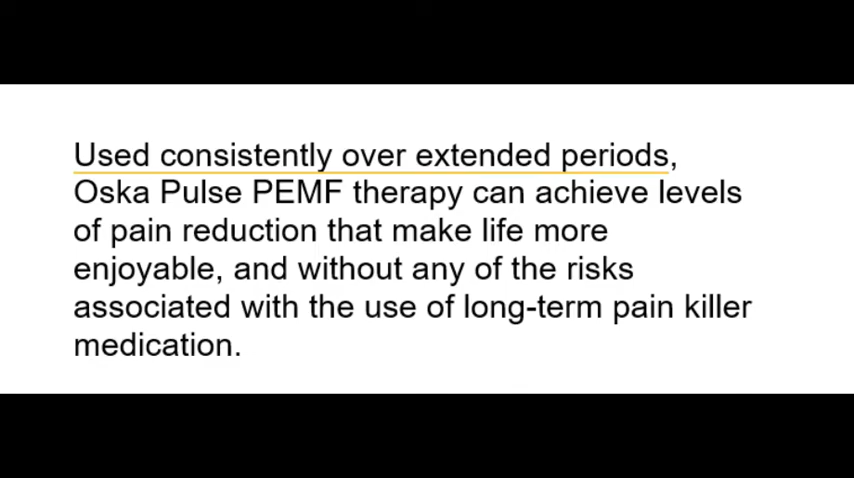 Used consistently over extended periods,
Oska Pulse PEMF therapy can achieve levels
of pain reduction that make life more
enjoyable, and without any of the risks
associated with the use of long-term pain killer
medication.